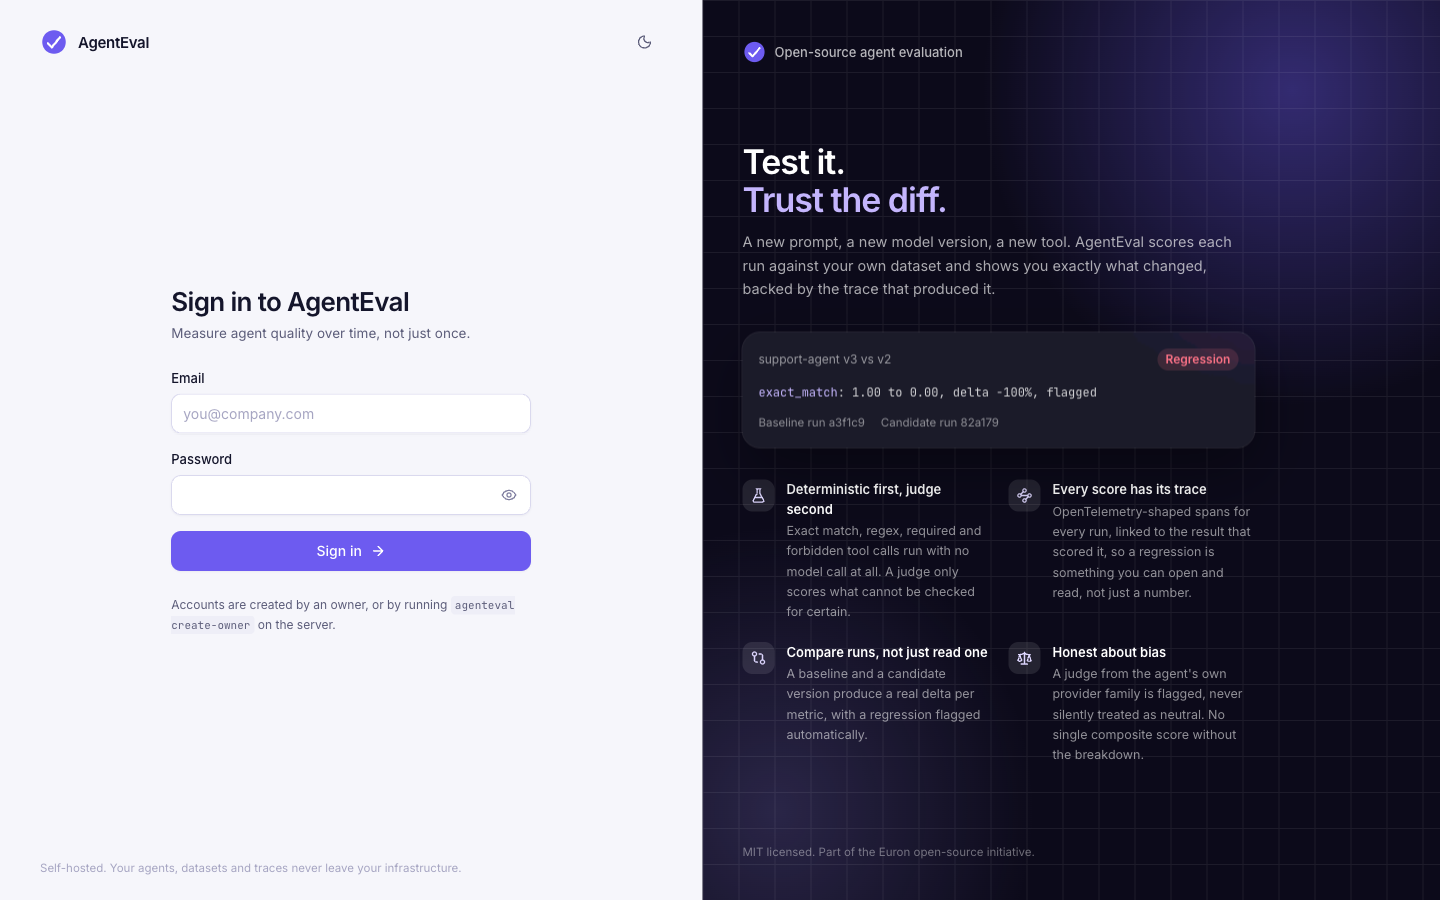 AgentEval
Sign in to AgentEval
Measure agent quality over time, not just once.
Email
you@company.com
Password
Sign in
Accounts are created by an owner, or by running agenteval
create-owner on the server.
Self-hosted. Your agents, datasets and traces never leave your infrastructure.
Open-source agent evaluation
Test it.
Trust the diff.
A new prompt, a new model version, a new tool. AgentEval scores each
run against your own dataset and shows you exactly what changed,
backed by the trace that produced it.
support-agent v3 vs v2
Regression
exact_match: 1.00 to 0.00, delta -100%, flagged
Baseline run a3f1c9 Candidate run 82a179
Deterministic first, judge
second
Exact match, regex, required and
forbidden tool calls run with no
model call at all. A judge only
scores what cannot be checked
for certain.
Every score has its trace
OpenTelemetry-shaped spans for
every run, linked to the result that
scored it, so a regression is
something you can open and
read, not just a number.
Compare runs, not just read one
A baseline and a candidate
version produce a real delta per
metric, with a regression flagged
automatically.
Honest about bias
A judge from the agent's own
provider family is flagged, never
silently treated as neutral. No
single composite score without
the breakdown.
MIT licensed. Part of the Euron open-source initiative.